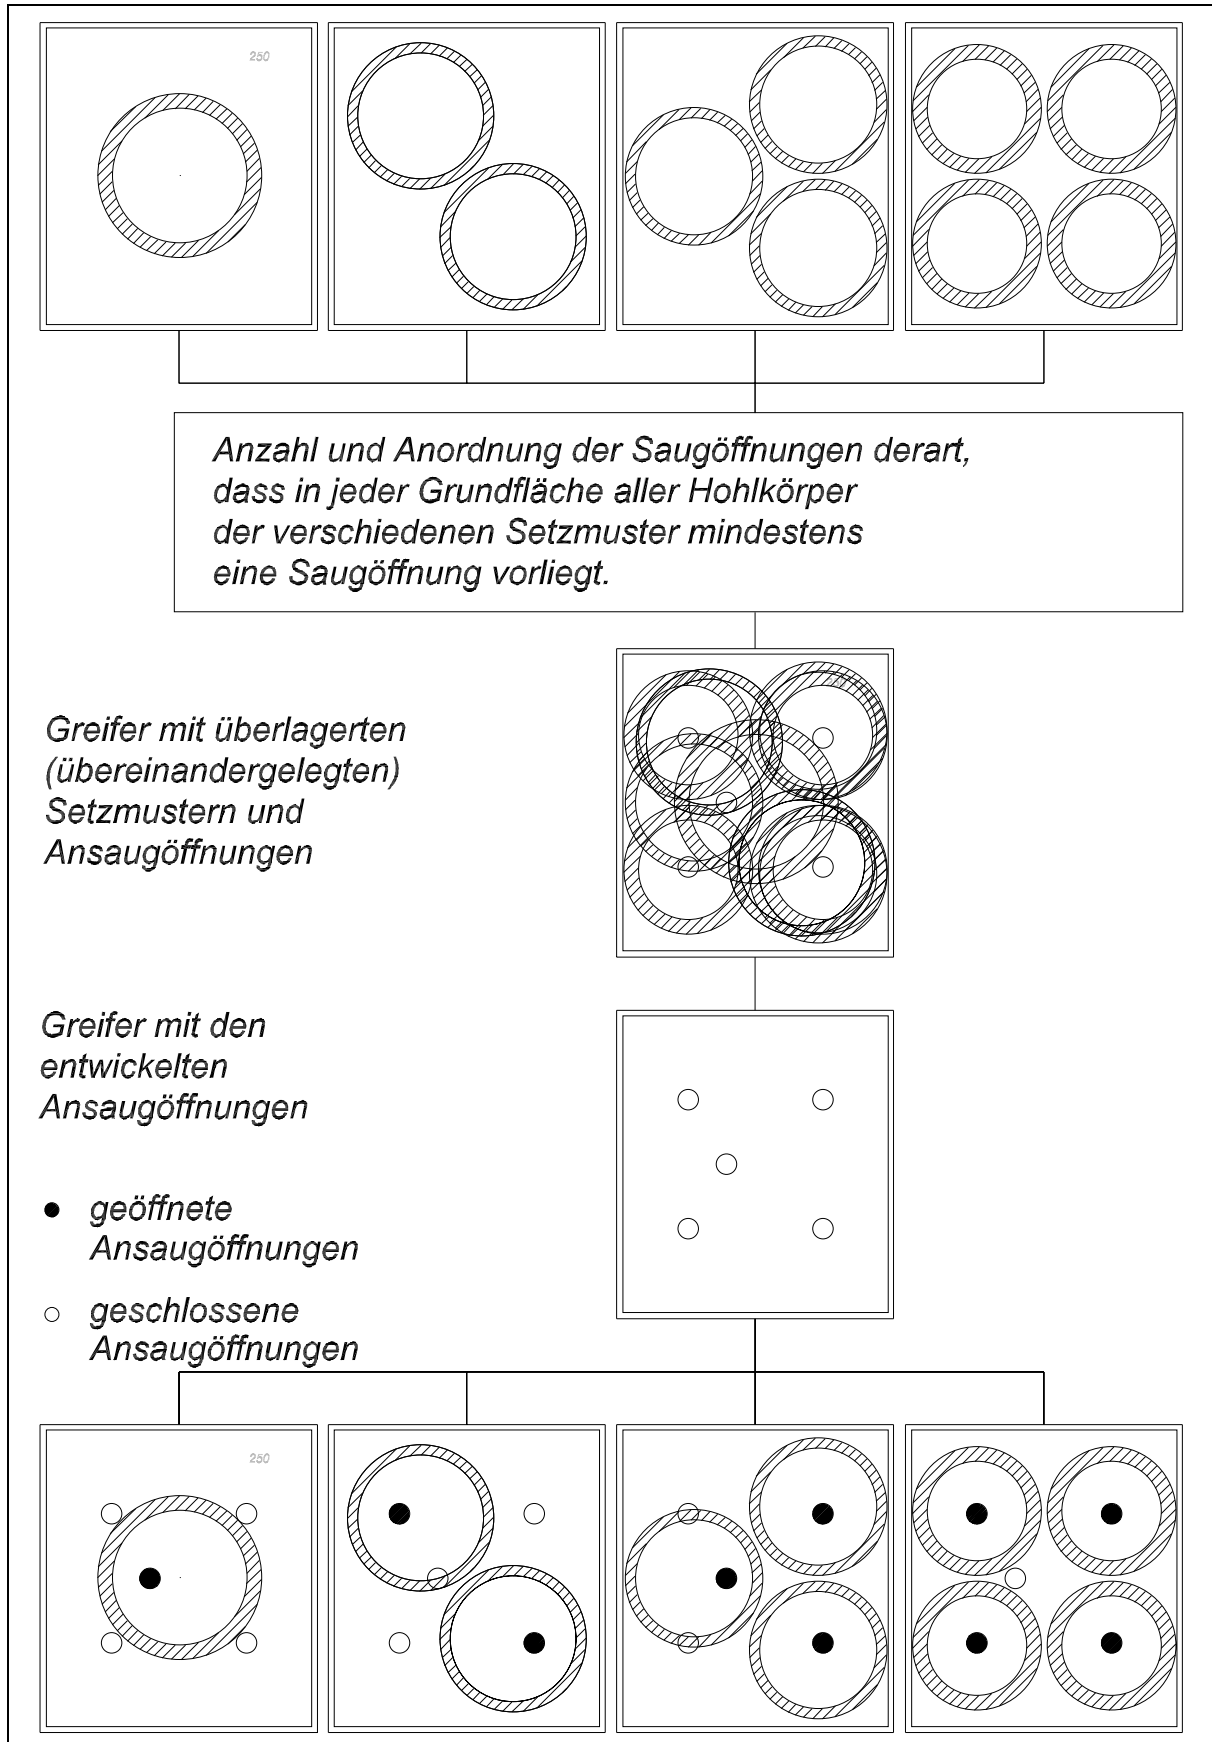 250
Anzahl und Anordnung der Saugöffnungen derart,
dass in jeder Grundfläche aller Hohlkörper
der verschiedenen Setzmuster mindestens
eine Saugöffnung vorliegt.
Greifer mit überlagerten
(übereinandergelegten)
Setzmustern und
Ansaugöffnungen
Greifer mit den
entwickelten
Ansaugöffnungen
geöffnete
Ansaugöffnungen
geschlossene
Ansaugöffnungen
250